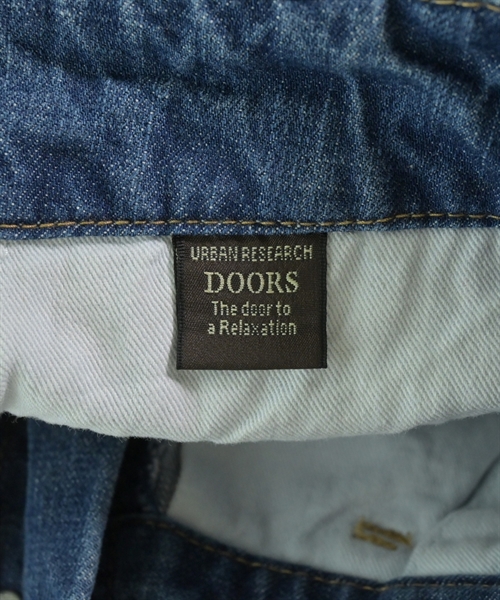 URBAN RESEARCH
DOORS
The door to
a Relaxation